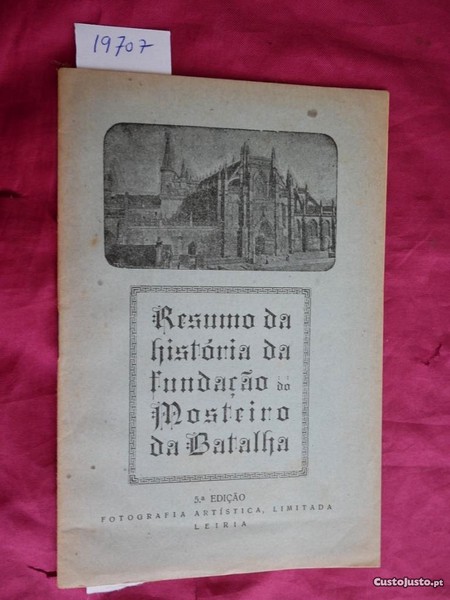 19707
Resumo da
história da
fundação do
Mosteiro
da Batalha
5.ª EDIÇÃO
FOTOGRAFIA ARTÍSTICA, LIMITADA
LEIRIA
CustoJusto.pt